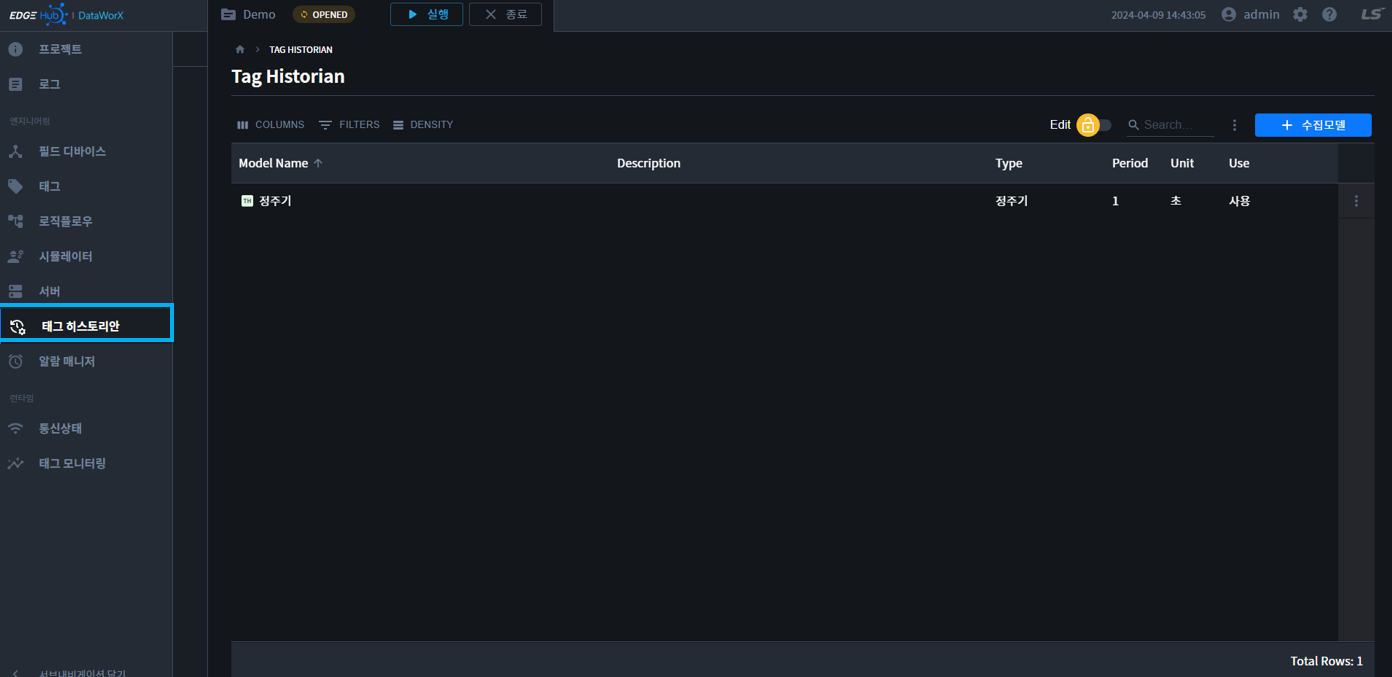 EDGE Hub | DataWorX
Demo
OPENED
실행
종료
2024-04-09 14:43:05
admin
LS
프로젝트
로그
엔지니어링
필드 디바이스
태그
로직플로우
시뮬레이터
서버
태그 히스토리안
알람 매니저
런타임
통신상태
태그 모니터링
서브내비게이션 닫기
TAG HISTORIAN
Tag Historian
COLUMNS FILTERS DENSITY
Edit
Search...
+ 수집모델
Model Name Description Type Period Unit Use
TH 정주기 정주기 1 초 사용
Total Rows: 1